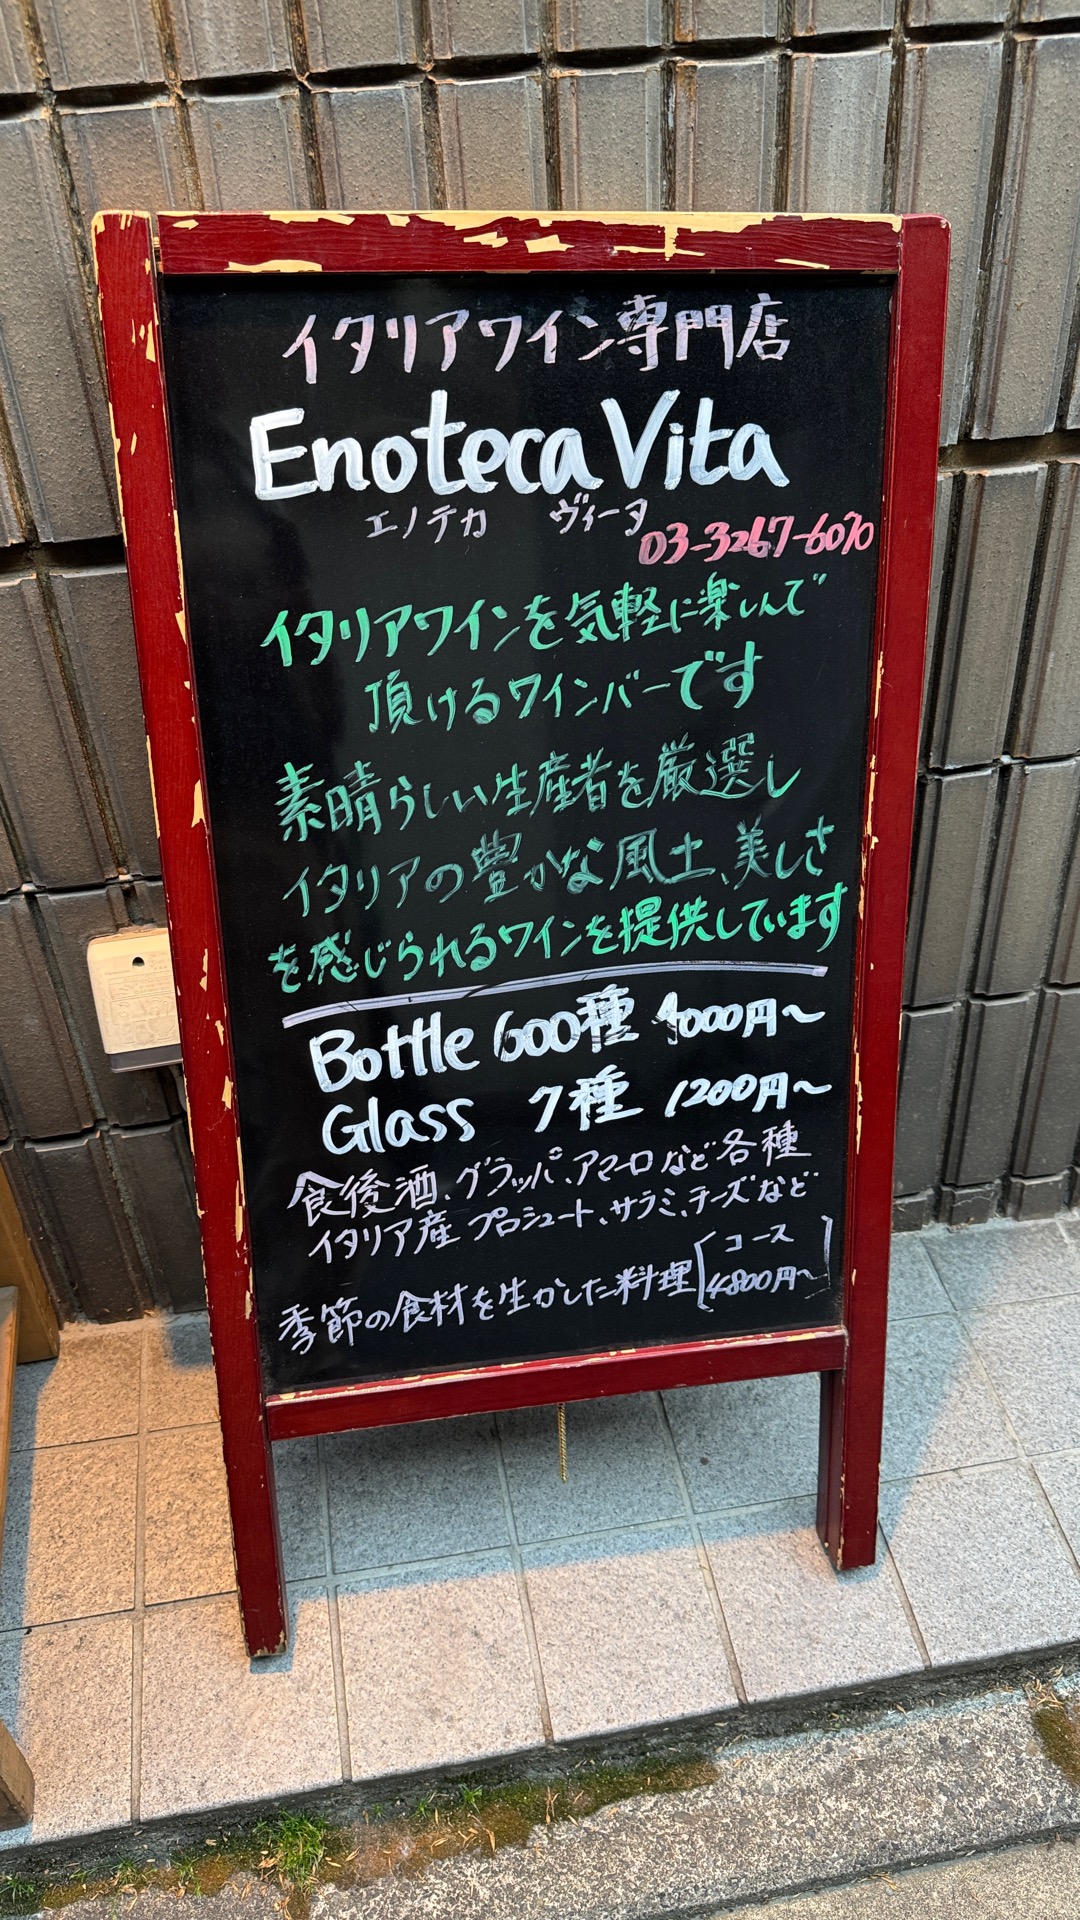 イタリアワイン専門店
Enoteca Vita
エノテカ ヴィータ
03-3267-6070
イタリアワインを気軽に楽しんで
頂けるワインバーです
素晴らしい生産者を厳選し
イタリアの豊かな風土、美しさ
を感じられるワインを提供しています
Bottle 600種 4000円〜
Glass 7種 1200円〜
食後酒、グラッパ、アマーロなど各種
イタリア産 プロシュート、サラミ、チーズなど
季節の食材を生かした料理
コース
4800円〜